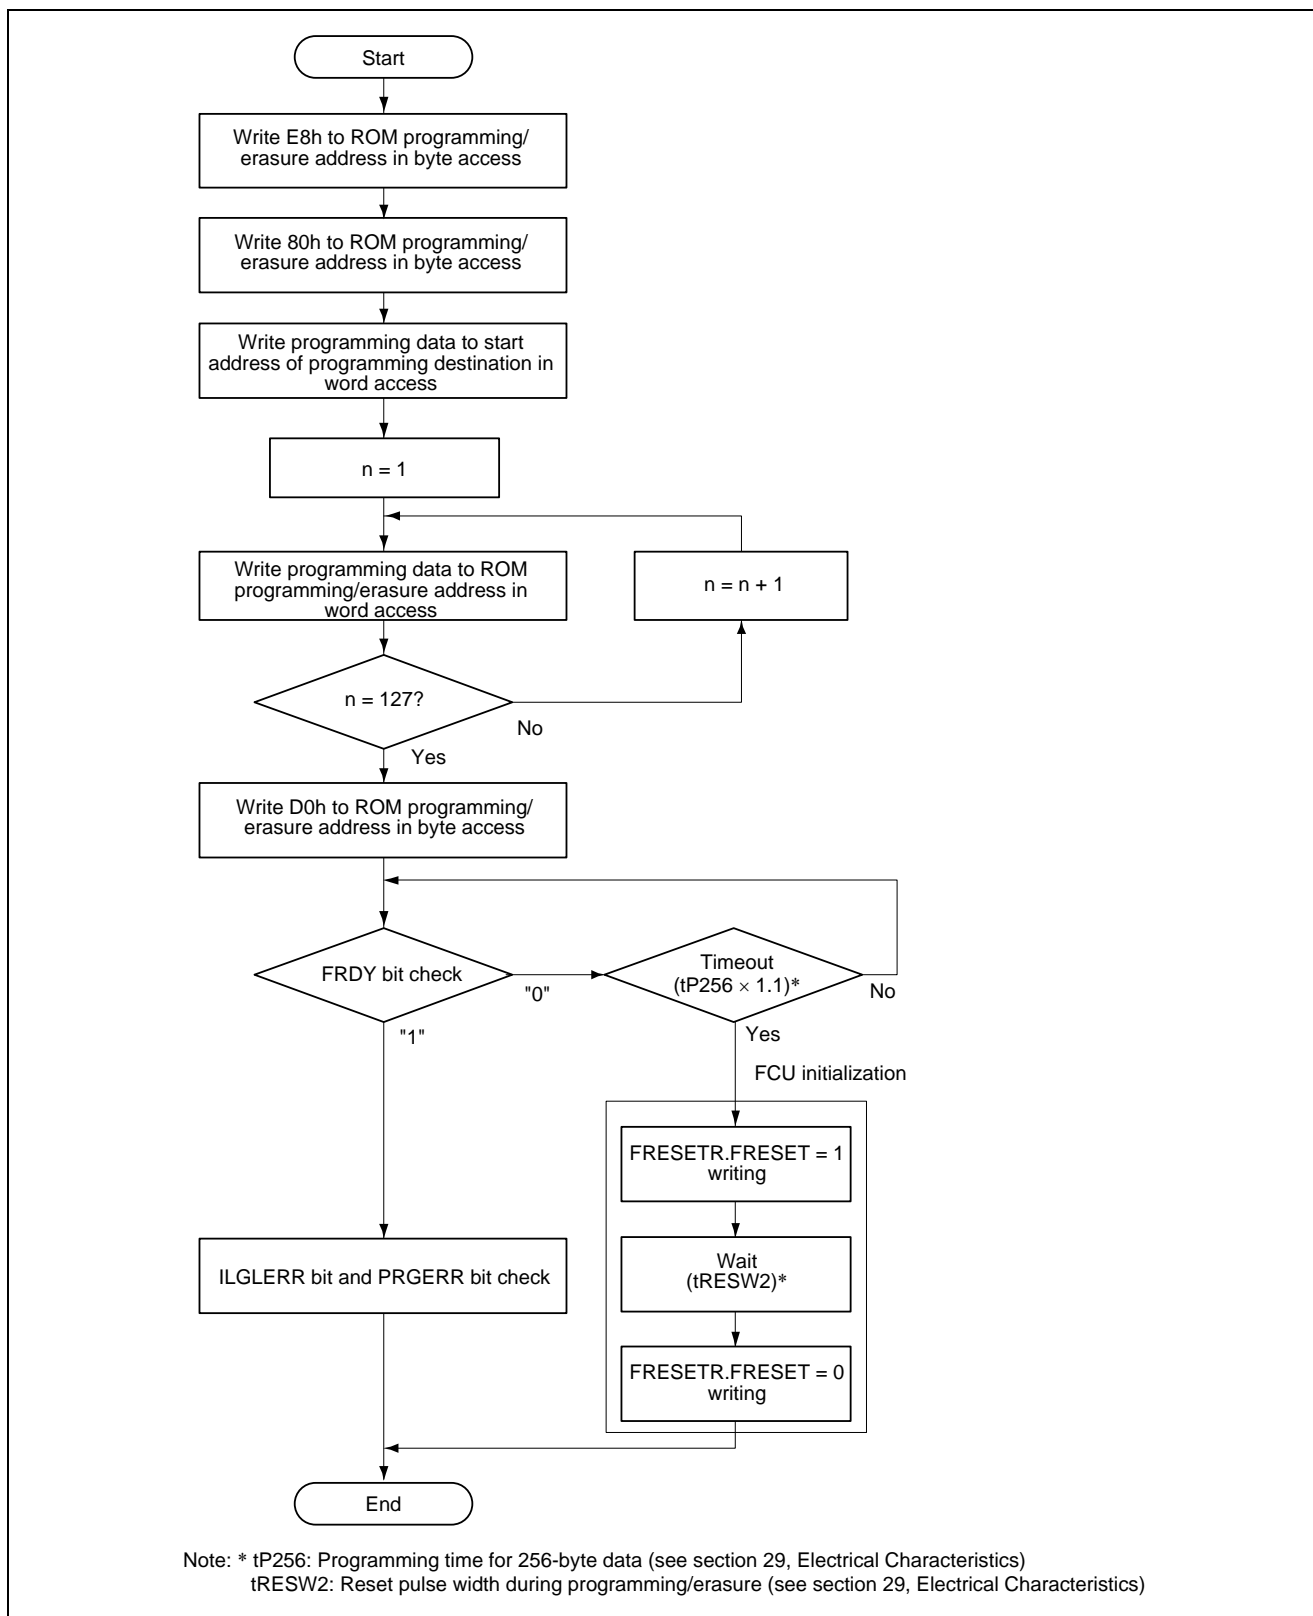 Start
Write E8h to ROM programming/
erasure address in byte access
Write 80h to ROM programming/
erasure address in byte access
Write programming data to start
address of programming destination in
word access
n = 1
Write programming data to ROM
programming/erasure address in
word access
n = n + 1
n = 127?
No
Yes
Write D0h to ROM programming/
erasure address in byte access
FRDY bit check
"0"
"1"
Timeout
(tP256 × 1.1)*
No
Yes
FCU initialization
FRESETR.FRESET = 1
writing
Wait
(tRESW2)*
FRESETR.FRESET = 0
writing
ILGLERR bit and PRGERR bit check
End
Note: * tP256: Programming time for 256-byte data (see section 29, Electrical Characteristics)
tRESW2: Reset pulse width during programming/erasure (see section 29, Electrical Characteristics)